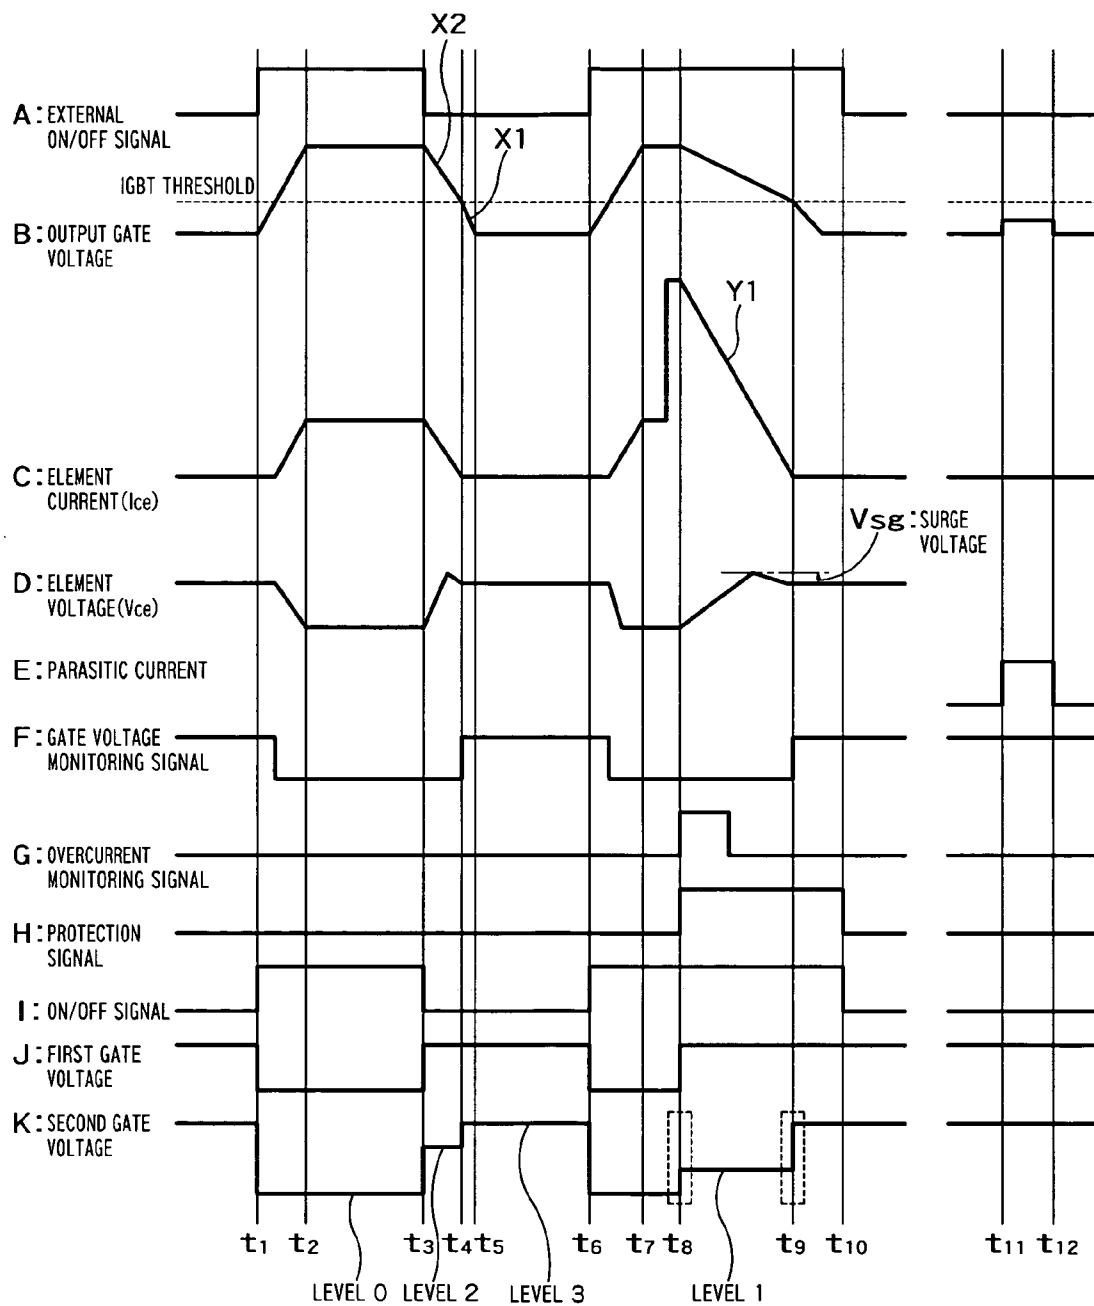 X2
A: EXTERNAL
ON/OFF SIGNAL
X1
IGBT THRESHOLD
B: OUTPUT GATE
VOLTAGE
Y1
C: ELEMENT
CURRENT(Ice)
Vsg: SURGE
VOLTAGE
D: ELEMENT
VOLTAGE(Vce)
E: PARASITIC CURRENT
F: GATE VOLTAGE
MONITORING SIGNAL
G: OVERCURRENT
MONITORING SIGNAL
H: PROTECTION
SIGNAL
I: ON/OFF SIGNAL
J: FIRST GATE
VOLTAGE
K: SECOND GATE
VOLTAGE
t1 t2 t3 t4 t5 t6 t7 t8 t9 t10 t11 t12
LEVEL 0 LEVEL 2 LEVEL 3 LEVEL 1